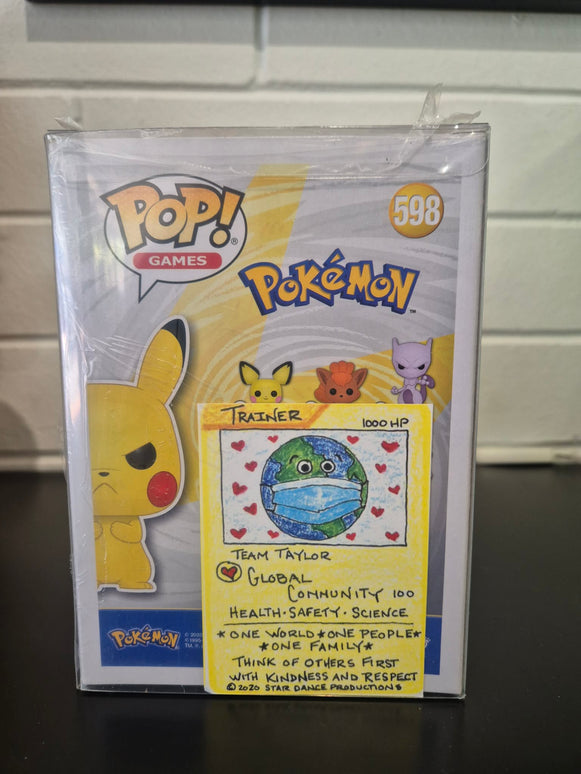 POP!
®
GAMES
598
POKéMON
™
TRAINER
1000 HP
TEAM TAYLOR
GLOBAL
COMMUNITY 100
HEALTH · SAFETY · SCIENCE
★ ONE WORLD ★ ONE PEOPLE ★
★ ONE FAMILY ★
THINK OF OTHERS FIRST
WITH KINDNESS AND RESPECT
© 2020 STAR DANCE PRODUCTIONS
POKéMON